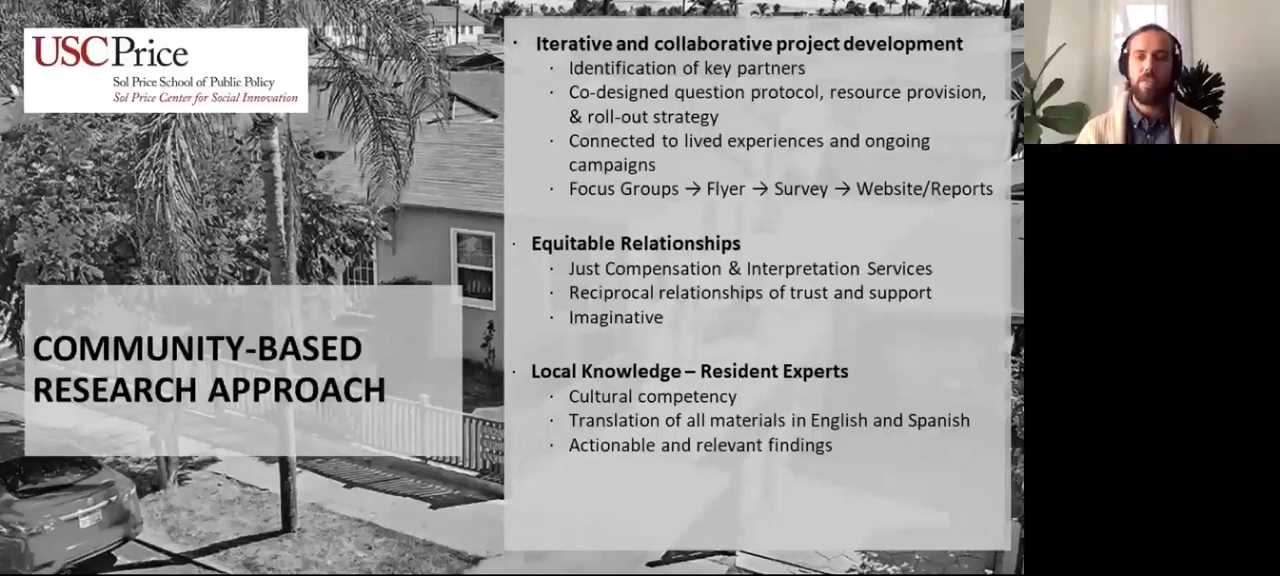 USC Price
Sol Price School of Public Policy
Sol Price Center for Social Innovation
COMMUNITY-BASED
RESEARCH APPROACH
· Iterative and collaborative project development
· Identification of key partners
· Co-designed question protocol, resource provision,
& roll-out strategy
· Connected to lived experiences and ongoing
campaigns
· Focus Groups → Flyer → Survey → Website/Reports
· Equitable Relationships
· Just Compensation & Interpretation Services
· Reciprocal relationships of trust and support
· Imaginative
· Local Knowledge – Resident Experts
· Cultural competency
· Translation of all materials in English and Spanish
· Actionable and relevant findings